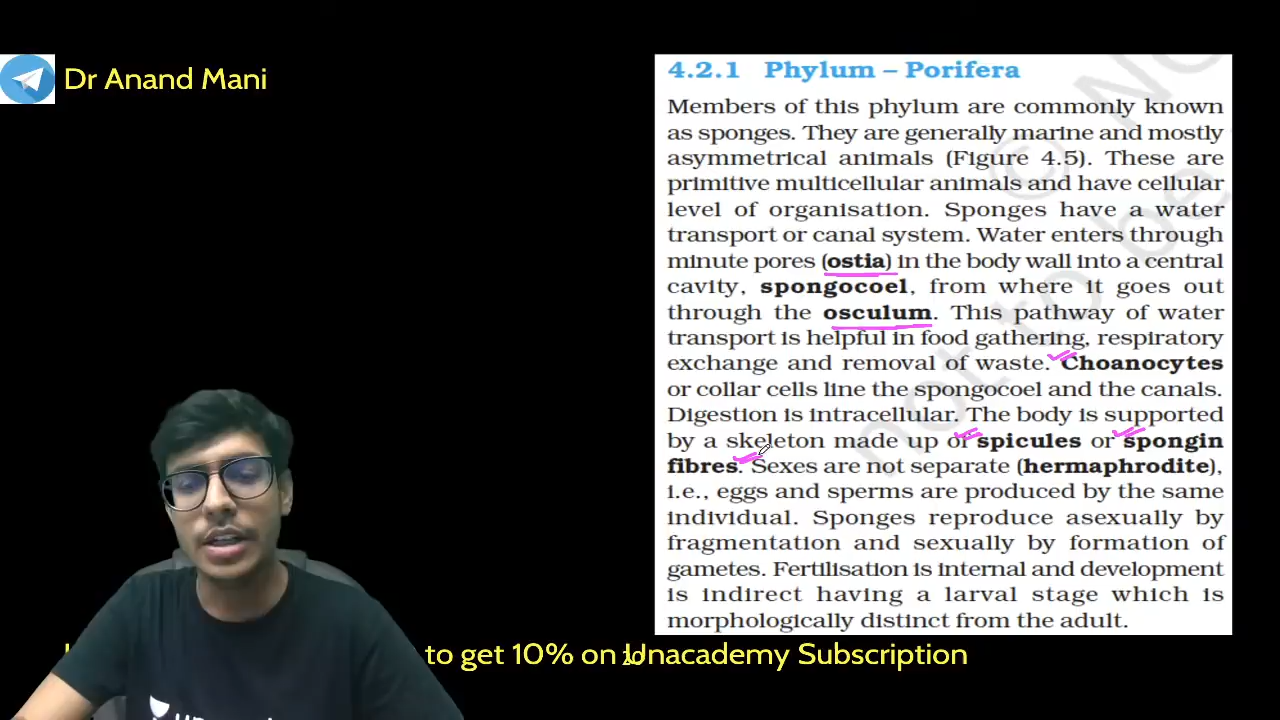 Dr Anand Mani
4.2.1 Phylum – Porifera
Members of this phylum are commonly known
as sponges. They are generally marine and mostly
asymmetrical animals (Figure 4.5). These are
primitive multicellular animals and have cellular
level of organisation. Sponges have a water
transport or canal system. Water enters through
minute pores (ostia) in the body wall into a central
cavity, spongocoel, from where it goes out
through the osculum. This pathway of water
transport is helpful in food gathering, respiratory
exchange and removal of waste. Choanocytes
or collar cells line the spongocoel and the canals.
Digestion is intracellular. The body is supported
by a skeleton made up of spicules or spongin
fibres. Sexes are not separate (hermaphrodite),
i.e., eggs and sperms are produced by the same
individual. Sponges reproduce asexually by
fragmentation and sexually by formation of
gametes. Fertilisation is internal and development
is indirect having a larval stage which is
morphologically distinct from the adult.
to get 10% on Unacademy Subscription
20
not to be